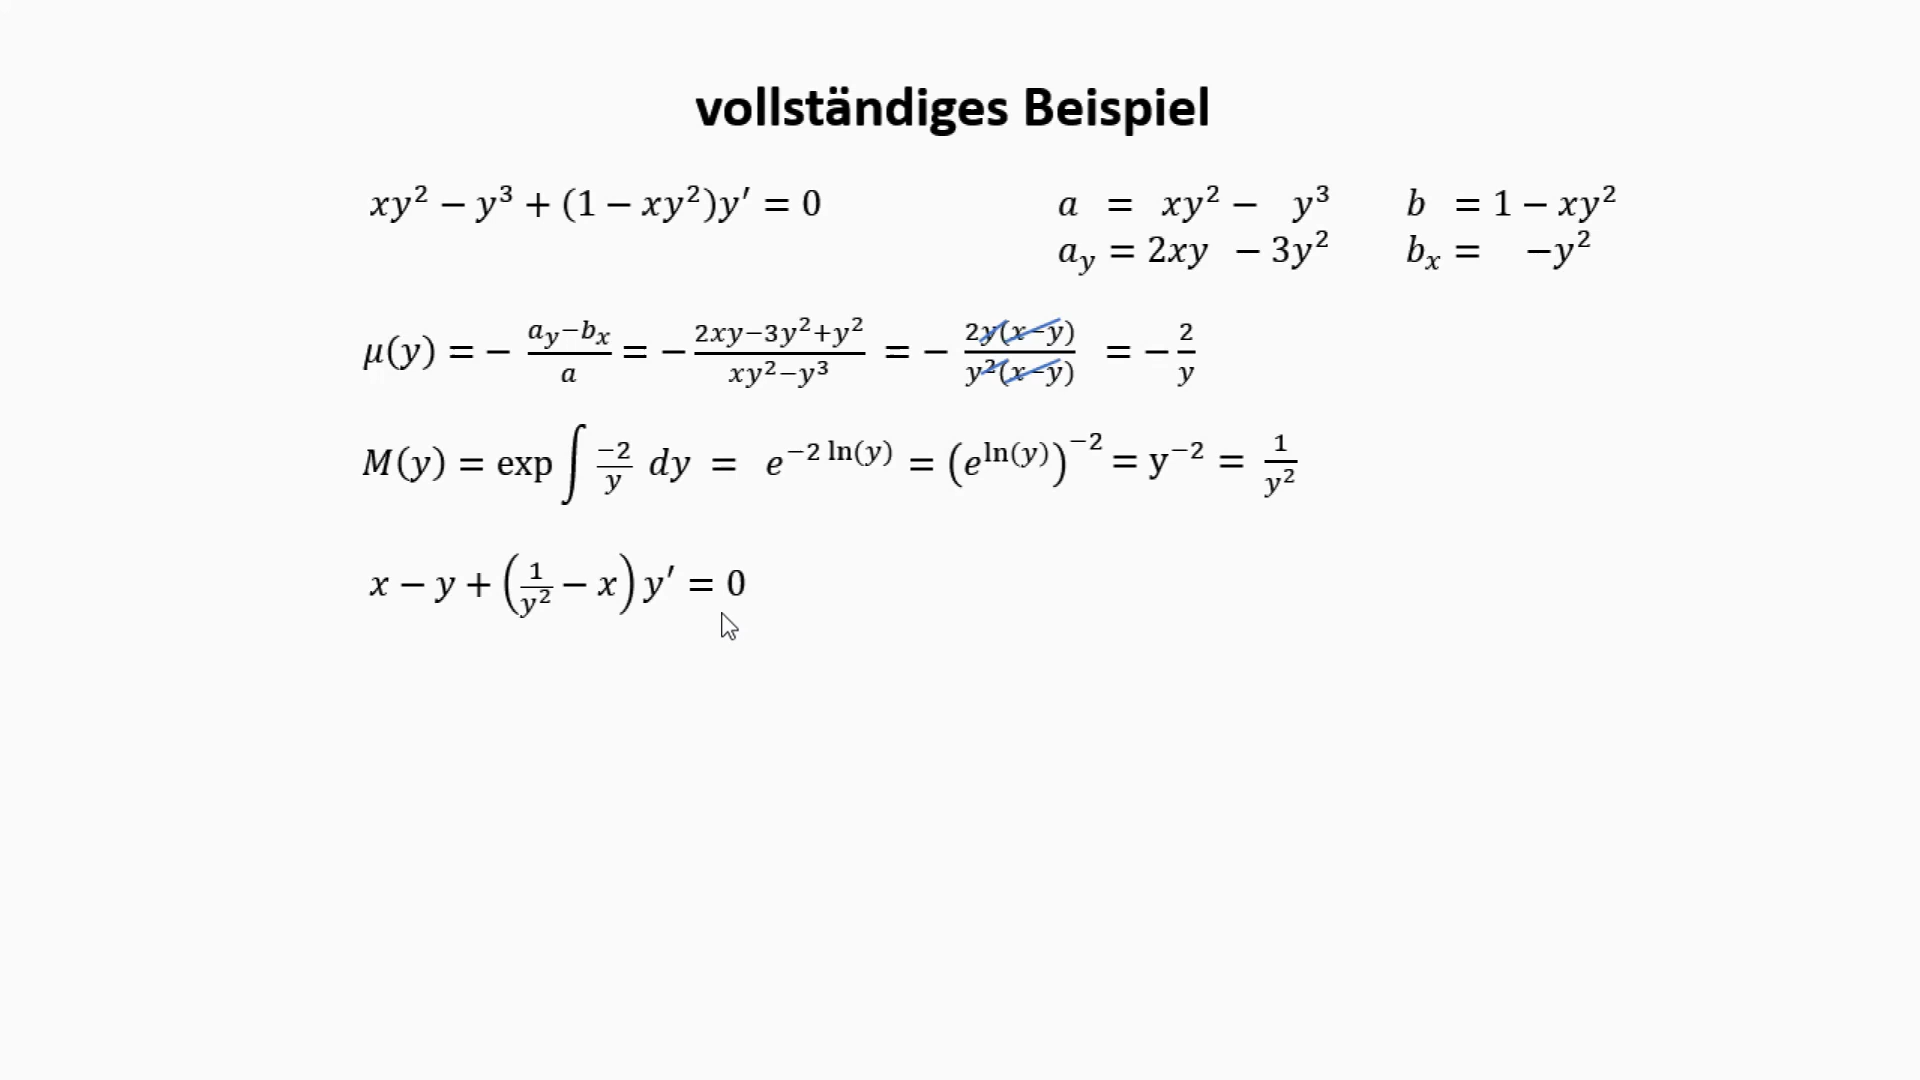 vollständiges Beispiel
xy² − y³ + (1 − xy²)y′ = 0 a = xy² − y³ b = 1 − xy²
a_y = 2xy − 3y² b_x = −y²
μ(y) = − (a_y−b_x)/a = − (2xy−3y²+y²)/(xy²−y³) = − (2y(x−y))/(y²(x−y)) = − 2/y
M(y) = exp ∫ (−2)/y dy = e^(−2 ln(y)) = (e^(ln(y)))^(−2) = y⁻² = 1/y²
x − y + (1/y² − x) y′ = 0